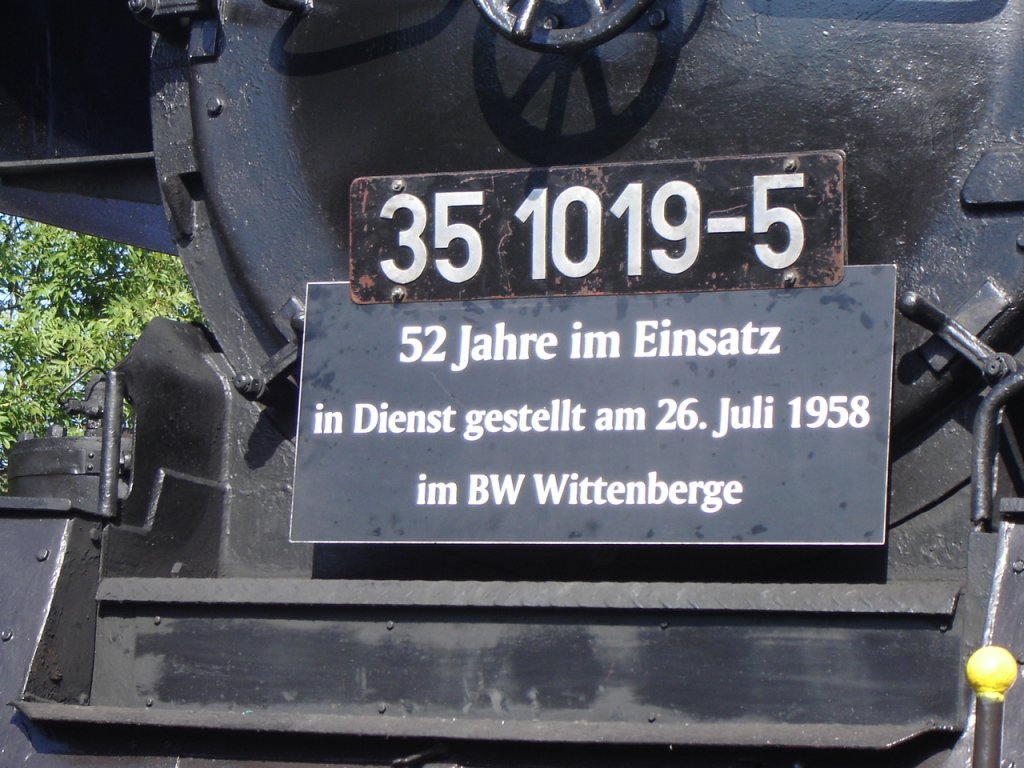 35 1019-5
52 Jahre im Einsatz
in Dienst gestellt am 26. Juli 1958
im BW Wittenberge